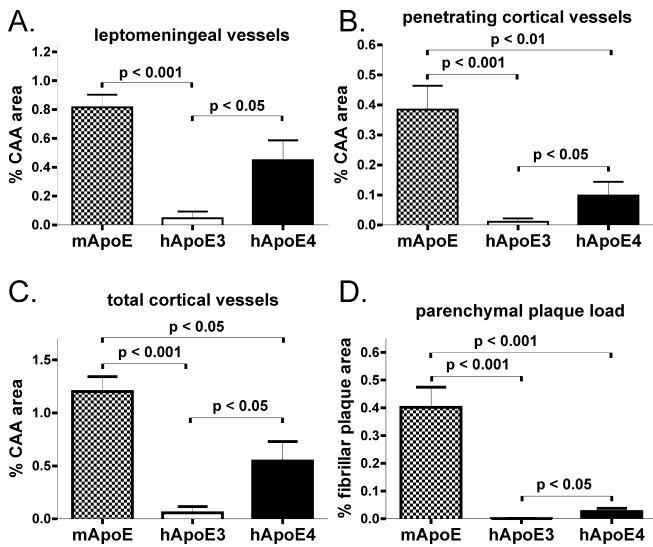 A.
leptomeningeal vessels
% CAA area
1.2
1.0
0.8
0.6
0.4
0.2
0.0
p < 0.001
p < 0.05
mApoE hApoE3 hApoE4
B.
penetrating cortical vessels
% CAA area
0.6
0.5
0.4
0.3
0.2
0.1
0.0
p < 0.01
p < 0.001
p < 0.05
mApoE hApoE3 hApoE4
C.
total cortical vessels
% CAA area
1.5
1.0
0.5
0.0
p < 0.05
p < 0.001
p < 0.05
mApoE hApoE3 hApoE4
D.
parenchymal plaque load
% fibrillar plaque area
0.6
0.5
0.4
0.3
0.2
0.1
0.0
p < 0.001
p < 0.001
p < 0.05
mApoE hApoE3 hApoE4